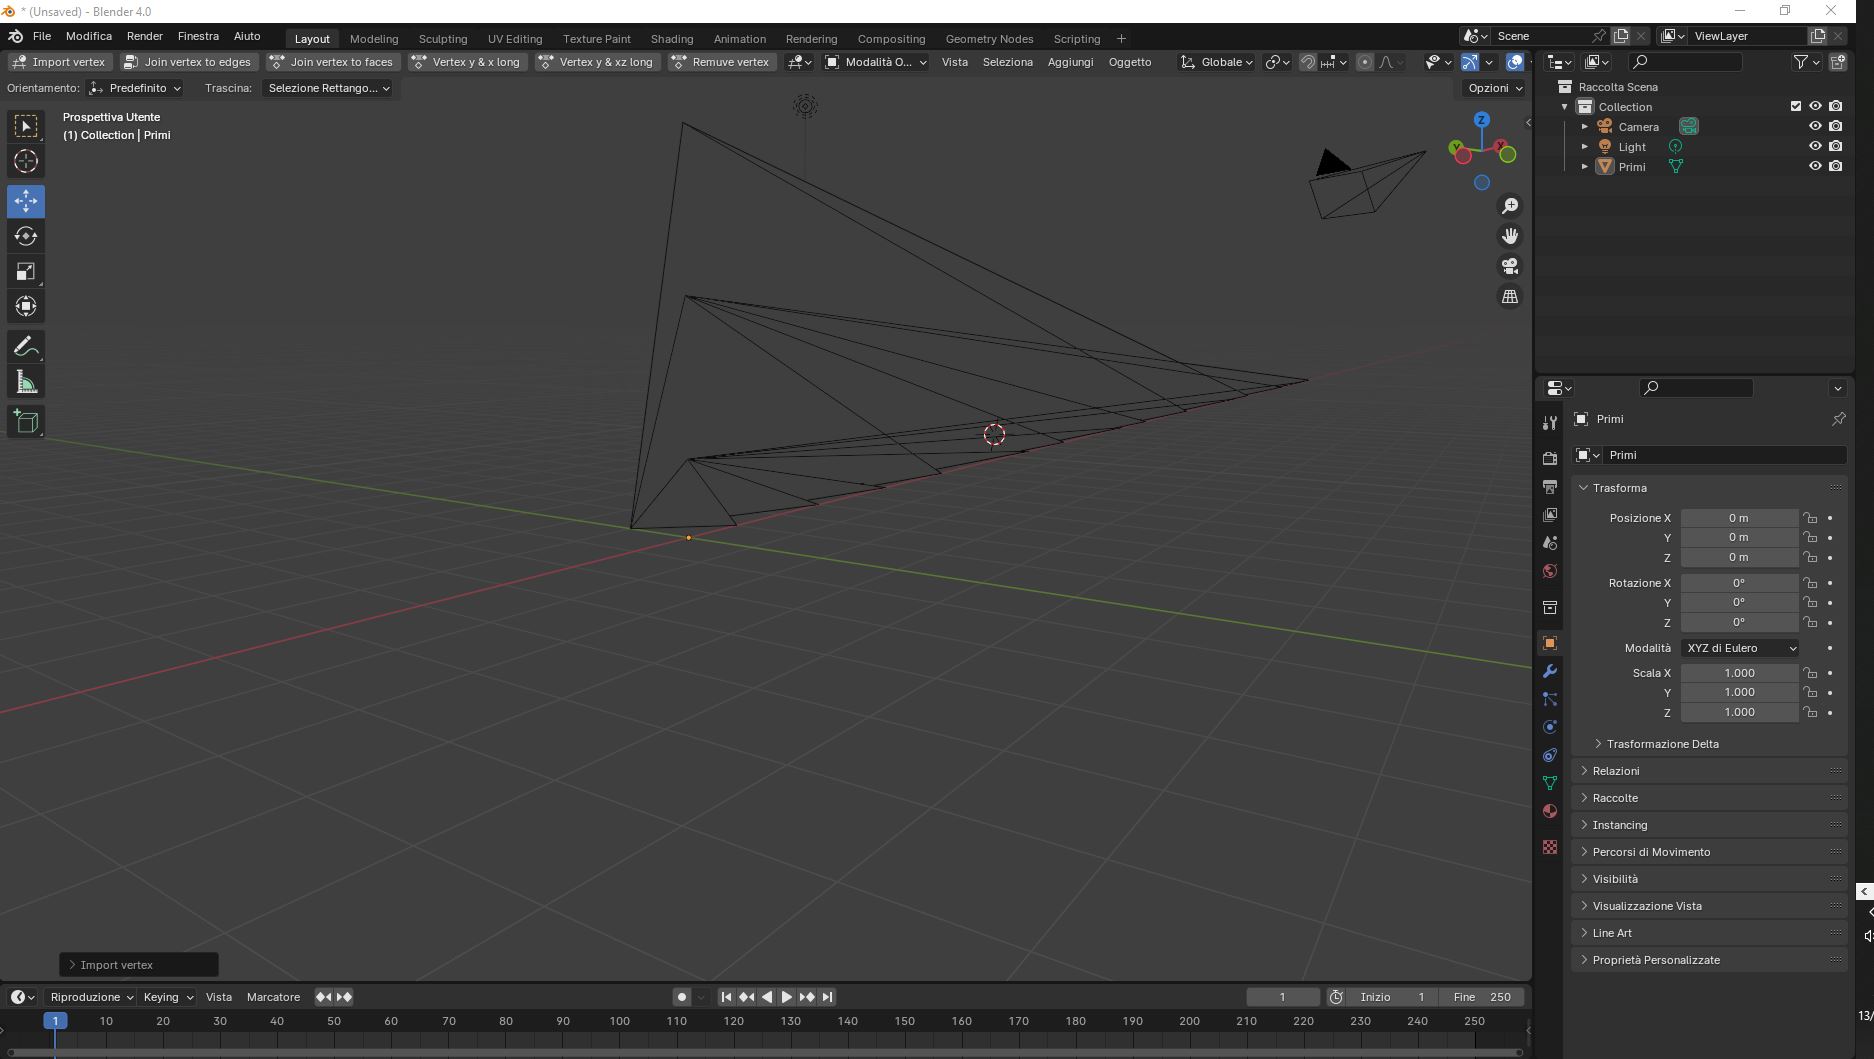 * (Unsaved) - Blender 4.0
File Modifica Render Finestra Aiuto Layout Modeling Sculpting UV Editing Texture Paint Shading Animation Rendering Compositing Geometry Nodes Scripting + Scene ViewLayer
Import vertex Join vertex to edges Join vertex to faces Vertex y & x long Vertex y & xz long Remuve vertex Modalità O... Vista Seleziona Aggiungi Oggetto Globale
Orientamento: Predefinito Trascina: Selezione Rettango... Opzioni
Prospettiva Utente
(1) Collection | Primi
Z
Y X
Raccolta Scena
Collection
Camera
Light
Primi
Primi
Primi
Trasforma
Posizione X 0 m
Y 0 m
Z 0 m
Rotazione X 0°
Y 0°
Z 0°
Modalità XYZ di Eulero
Scala X 1.000
Y 1.000
Z 1.000
Trasformazione Delta
Relazioni
Raccolte
Instancing
Percorsi di Movimento
Visibilità
Visualizzazione Vista
Line Art
Proprietà Personalizzate
Import vertex
Riproduzione Keying Vista Marcatore 1 Inizio 1 Fine 250
1 10 20 30 40 50 60 70 80 90 100 110 120 130 140 150 160 170 180 190 200 210 220 230 240 250
13/